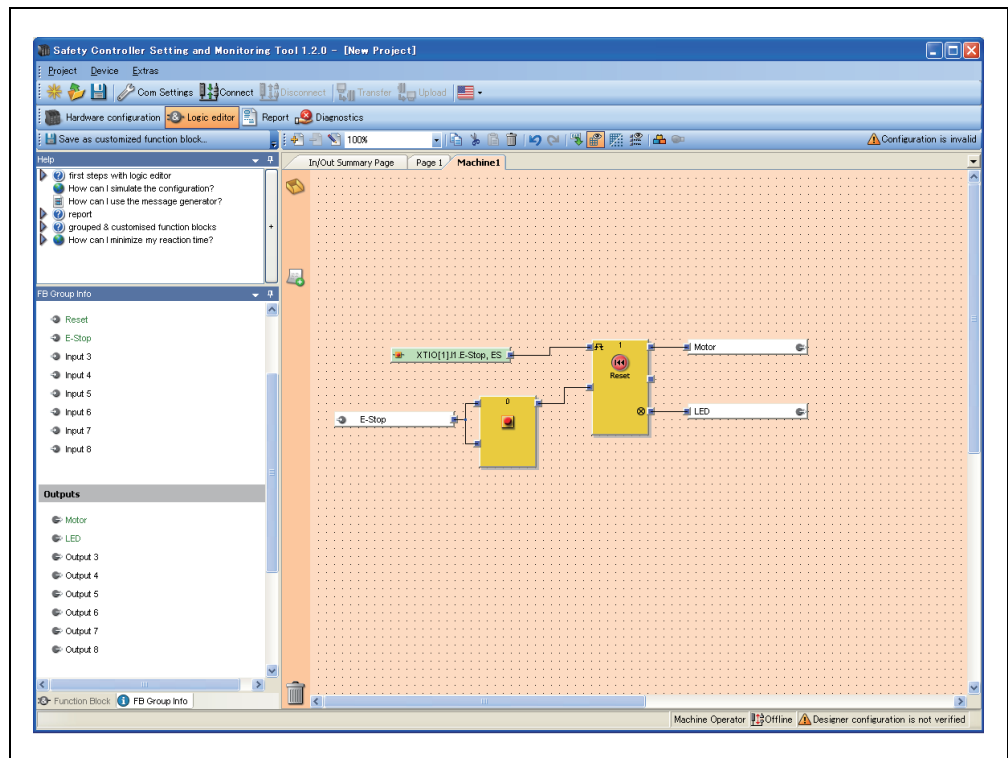 Safety Controller Setting and Monitoring Tool 1.2.0 - [New Project]
Project Device Extras
Com Settings Connect Disconnect Transfer Upload
Hardware configuration Logic editor Report Diagnostics
Save as customized function block... 100% Configuration is invalid
Help
In/Out Summary Page Page 1 Machine1
first steps with logic editor
How can I simulate the configuration?
How can I use the message generator?
report
grouped & customised function blocks
How can I minimize my reaction time?
FB Group Info
Reset
E-Stop
Input 3
Input 4
Input 5
Input 6
Input 7
Input 8
Outputs
Motor
LED
Output 3
Output 4
Output 5
Output 6
Output 7
Output 8
XTIO[1].I1.E-Stop, ES
1
Reset
Motor
E-Stop
0
LED
Function Block FB Group Info
Machine Operator Offline Designer configuration is not verified